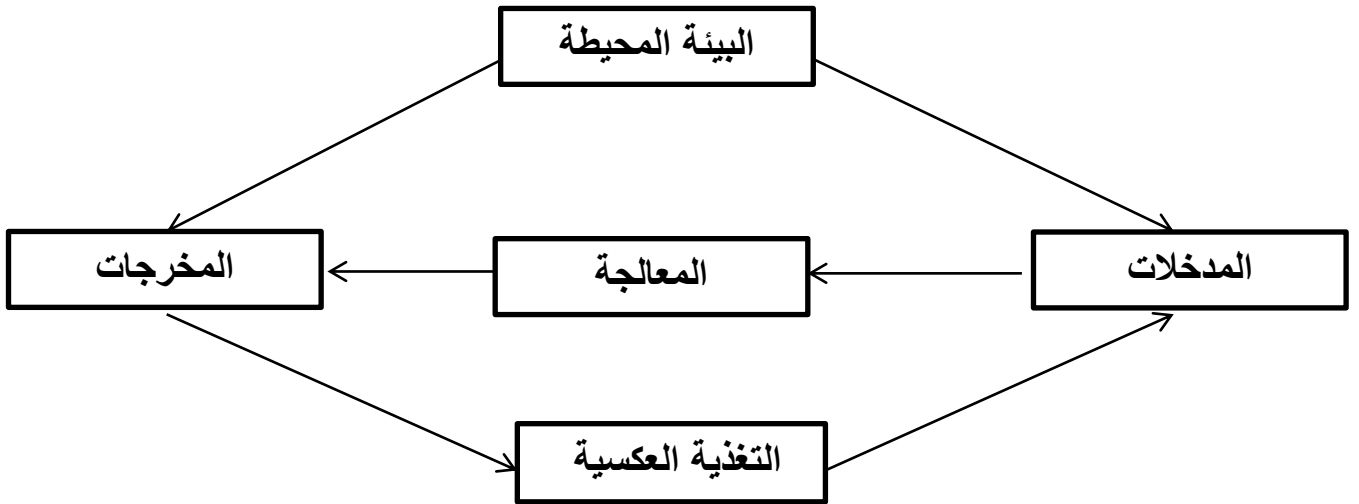 البيئة المحيطة
المدخلات
المعالجة
المخرجات
التغذية العكسية